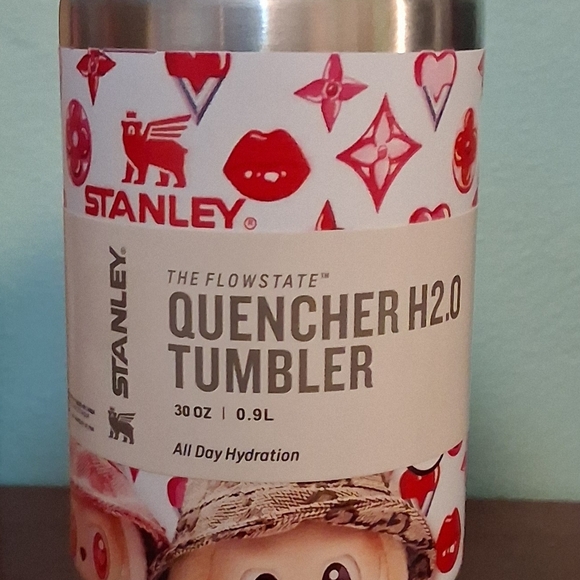 STANLEY®
STANLEY®
THE FLOWSTATE™
QUENCHER H2.0
TUMBLER
30 OZ | 0.9L
All Day Hydration